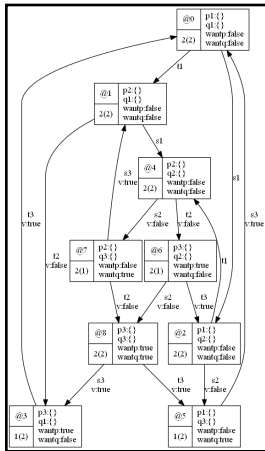 @0
p1:{}
q1:{}
2(2)
wantp:false
wantq:false
t1
@1
p2:{}
q1:{}
2(2)
wantp:false
wantq:false
s1
s1
@4
p2:{}
q2:{}
2(2)
wantp:false
wantq:false
s3
v:true
t3
v:true
t2
v:false
s2
v:false
t2
v:false
t1
s3
v:true
@7
p2:{}
q3:{}
2(1)
wantp:false
wantq:true
@6
p3:{}
q2:{}
2(1)
wantp:true
wantq:false
t2
v:false
s2
v:false
t3
v:true
@8
p3:{}
q3:{}
2(2)
wantp:true
wantq:true
@2
p1:{}
q2:{}
2(2)
wantp:false
wantq:false
s3
v:true
t3
v:true
s2
v:false
@3
p3:{}
q1:{}
1(2)
wantp:true
wantq:false
@5
p1:{}
q3:{}
1(2)
wantp:false
wantq:true